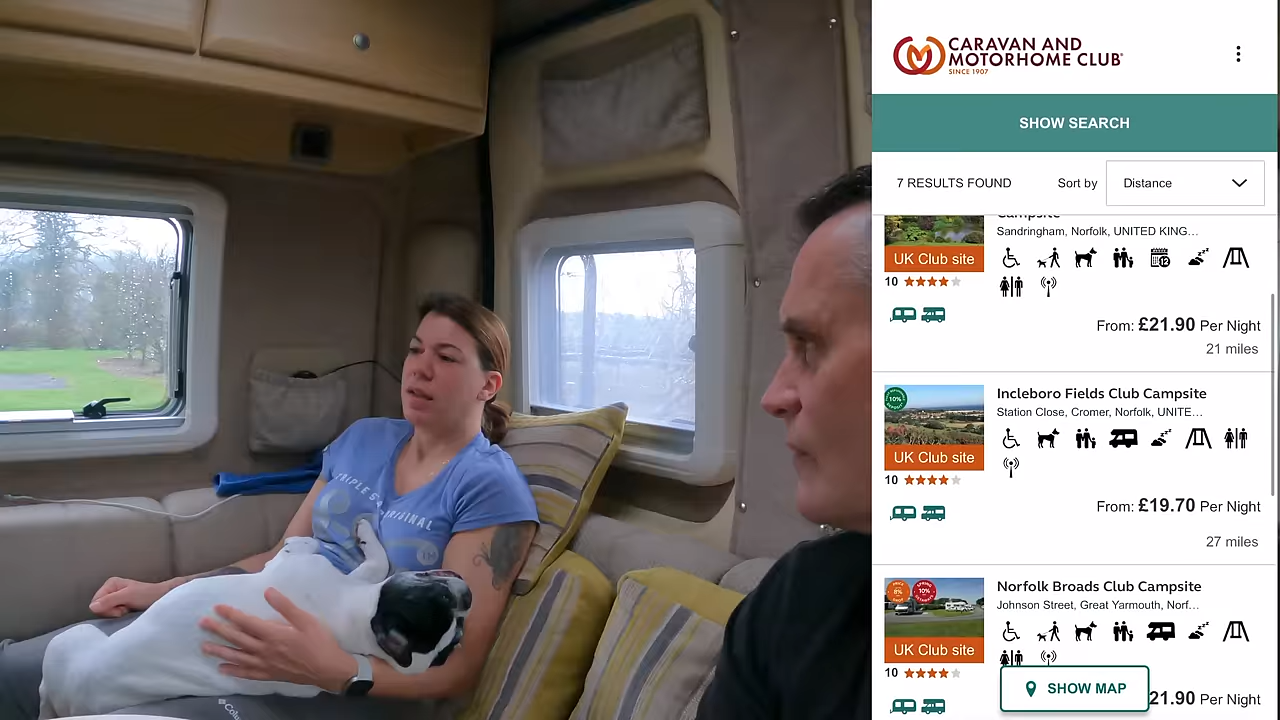 CARAVAN AND
MOTORHOME CLUB
SINCE 1907
SHOW SEARCH
7 RESULTS FOUND
Sort by
Distance
Campsite
Sandringham, Norfolk, UNITED KING...
UK Club site
10
From: £21.90 Per Night
21 miles
10%
Incleboro Fields Club Campsite
Station Close, Cromer, Norfolk, UNITE...
UK Club site
10
From: £19.70 Per Night
27 miles
10%
Norfolk Broads Club Campsite
Johnson Street, Great Yarmouth, Norf...
UK Club site
10
SHOW MAP
21.90 Per Night